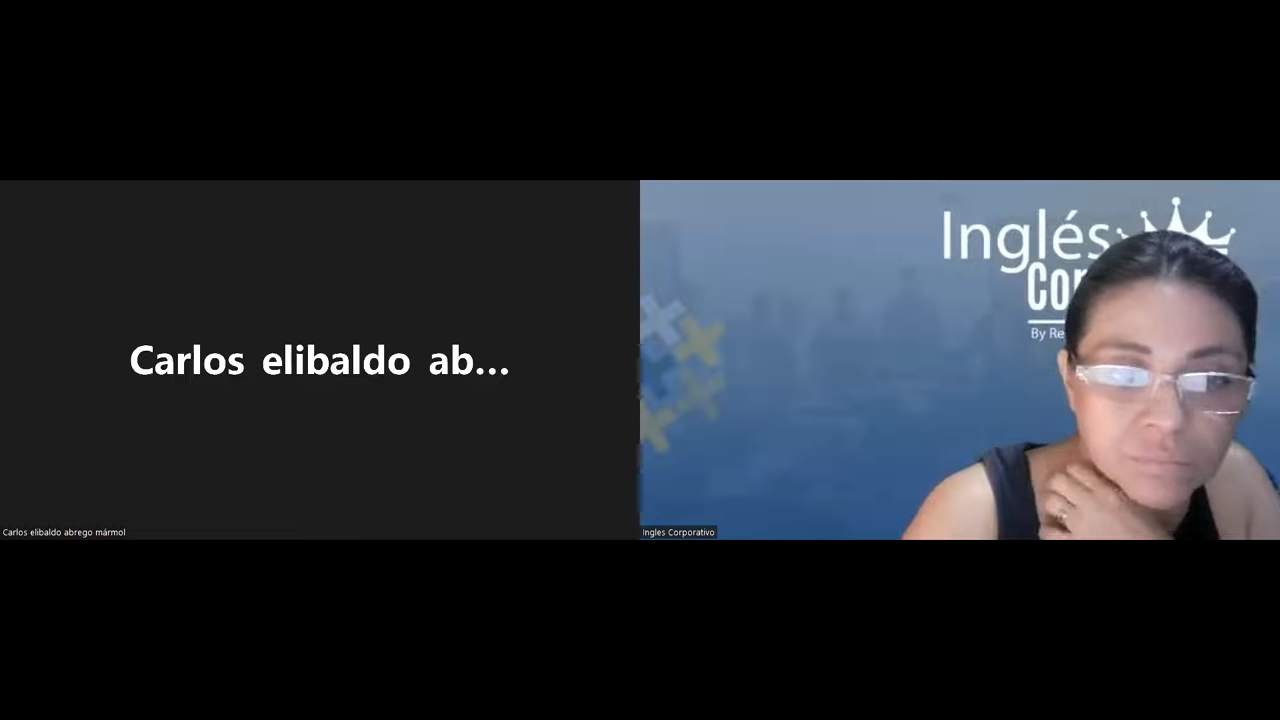 Carlos elibaldo ab...
Carlos elibaldo abrego mármol
Inglés
By Re
Ingles Corporativo